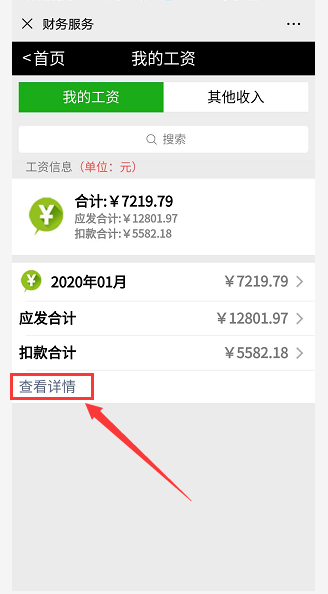 财务服务
<首页 我的工资
我的工资 其他收入
搜索
工资信息（单位：元）
合计:￥7219.79
应发合计:￥12801.97
扣款合计:￥5582.18
2020年01月 ￥7219.79
应发合计 ￥12801.97
扣款合计 ￥5582.18
查看详情